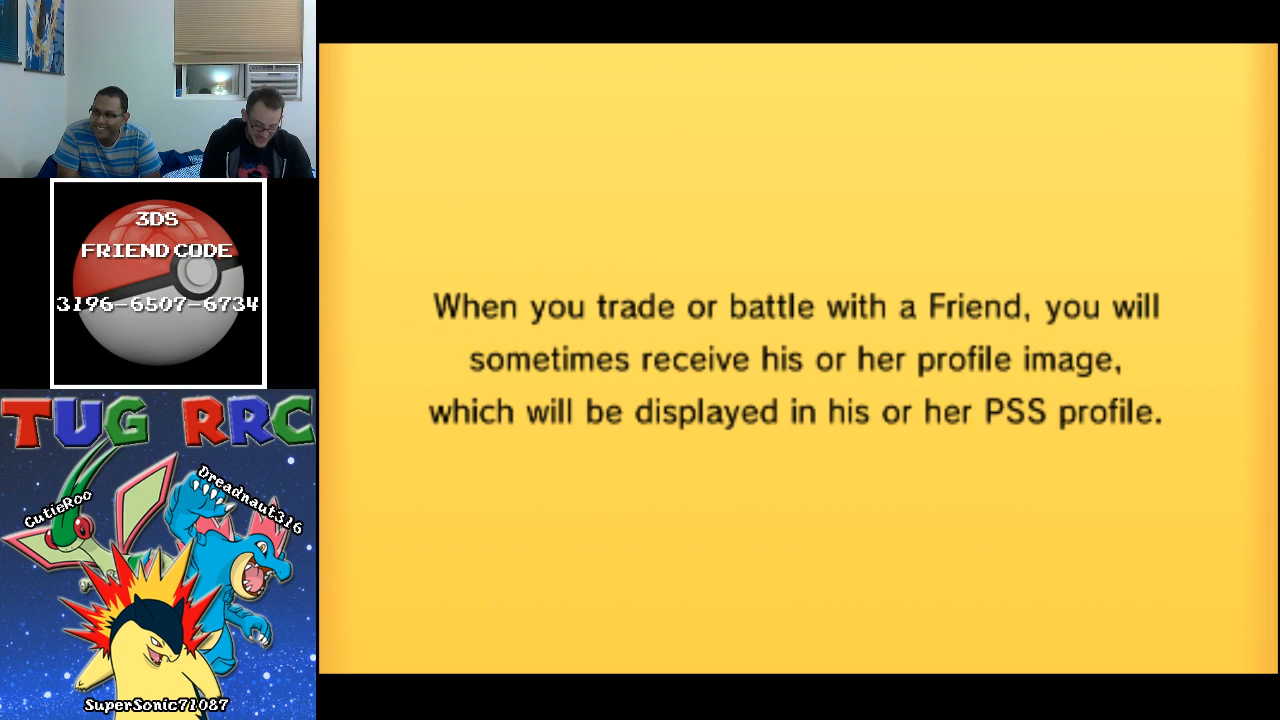 3DS
FRIEND CODE
3196-6507-6734
TUG RRC
CutieRoo
Dreadnaut316
SuperSonic71087
When you trade or battle with a Friend, you will
sometimes receive his or her profile image,
which will be displayed in his or her PSS profile.